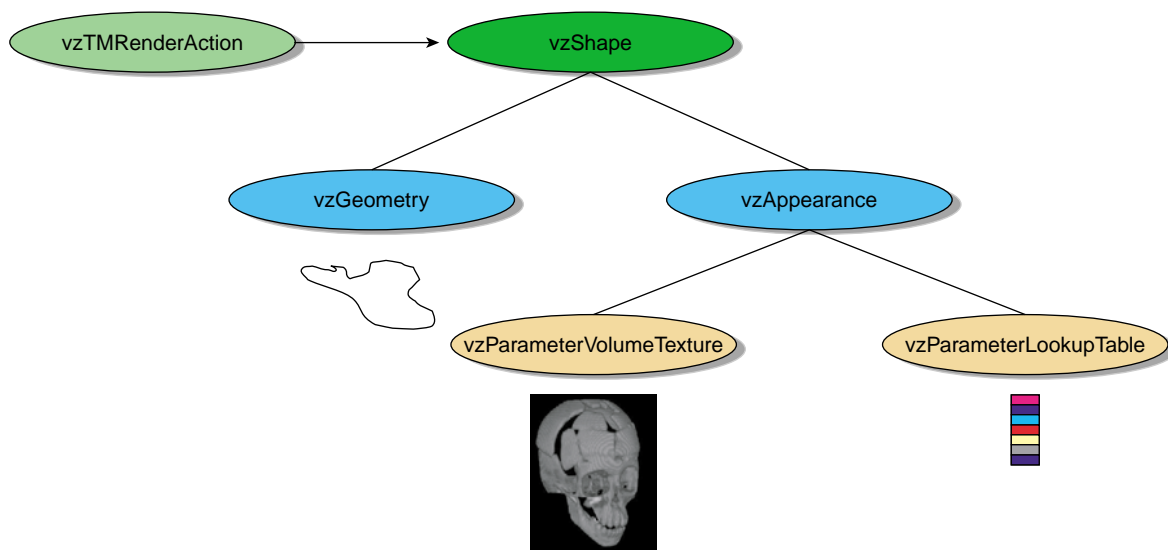 vzTMRenderAction
vzShape
vzGeometry
vzAppearance
vzParameterVolumeTexture
vzParameterLookupTable